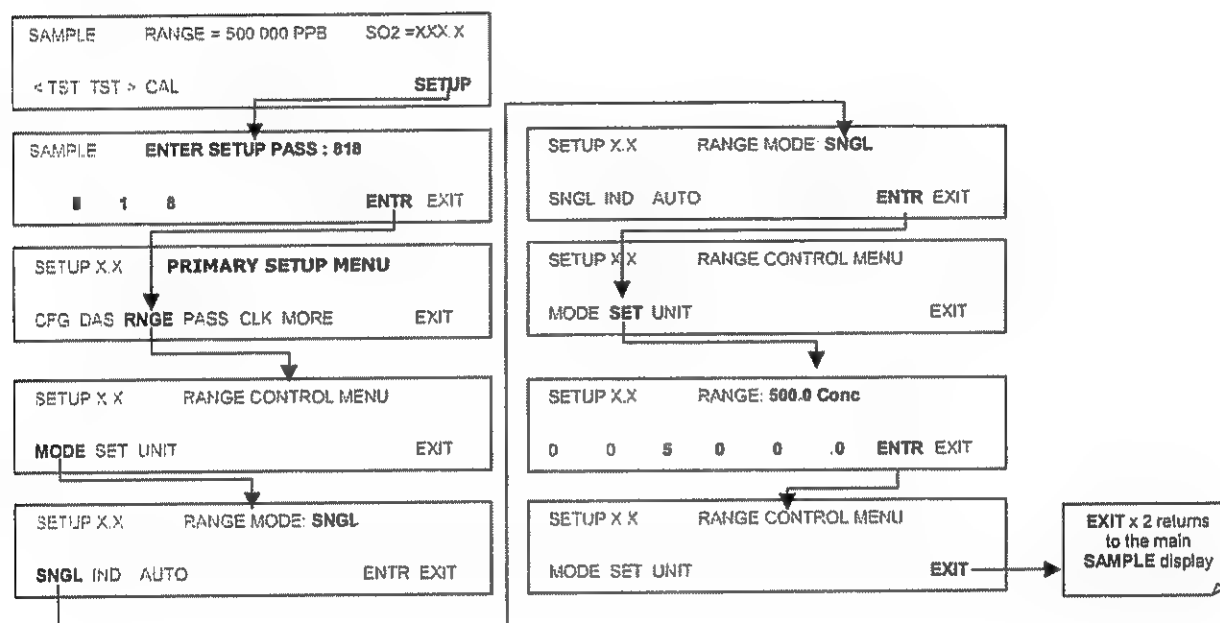 SAMPLE RANGE = 500 000 PPB SO2 =XXX.X
< TST TST > CAL SETUP
SAMPLE ENTER SETUP PASS : 818
1 8 ENTR EXIT
SETUP X.X PRIMARY SETUP MENU
CFG DAS RNGE PASS CLK MORE EXIT
SETUP X X RANGE CONTROL MENU
MODE SET UNIT EXIT
SETUP X.X RANGE MODE: SNGL
SNGL IND AUTO ENTR EXIT
SETUP X.X RANGE MODE: SNGL
SNGL IND AUTO ENTR EXIT
SETUP X X RANGE CONTROL MENU
MODE SET UNIT EXIT
SETUP X.X RANGE: 500.0 Conc
0 0 5 0 0 .0 ENTR EXIT
SETUP X X RANGE CONTROL MENU
MODE SET UNIT EXIT
EXIT x 2 returns
to the main
SAMPLE display